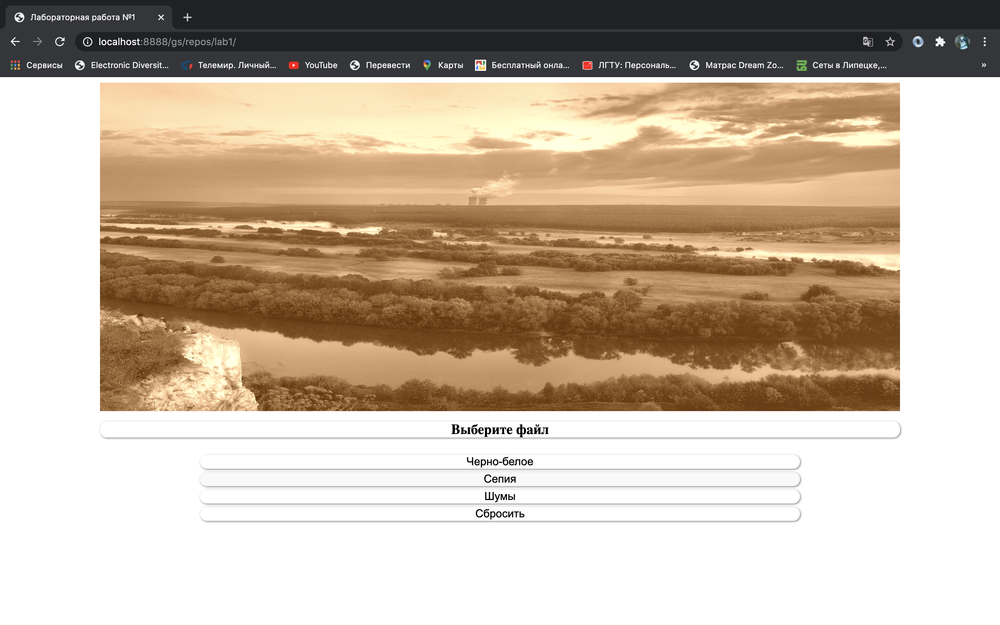 Лабораторная работа №1
localhost:8888/gs/repos/lab1/
Сервисы Electronic Diversit... Телемир. Личный... YouTube Перевести Карты Бесплатный онла... ЛГТУ: Персональ... Матрас Dream Zo... Сеты в Липецке,... »
Выберите файл
Черно-белое
Сепия
Шумы
Сбросить